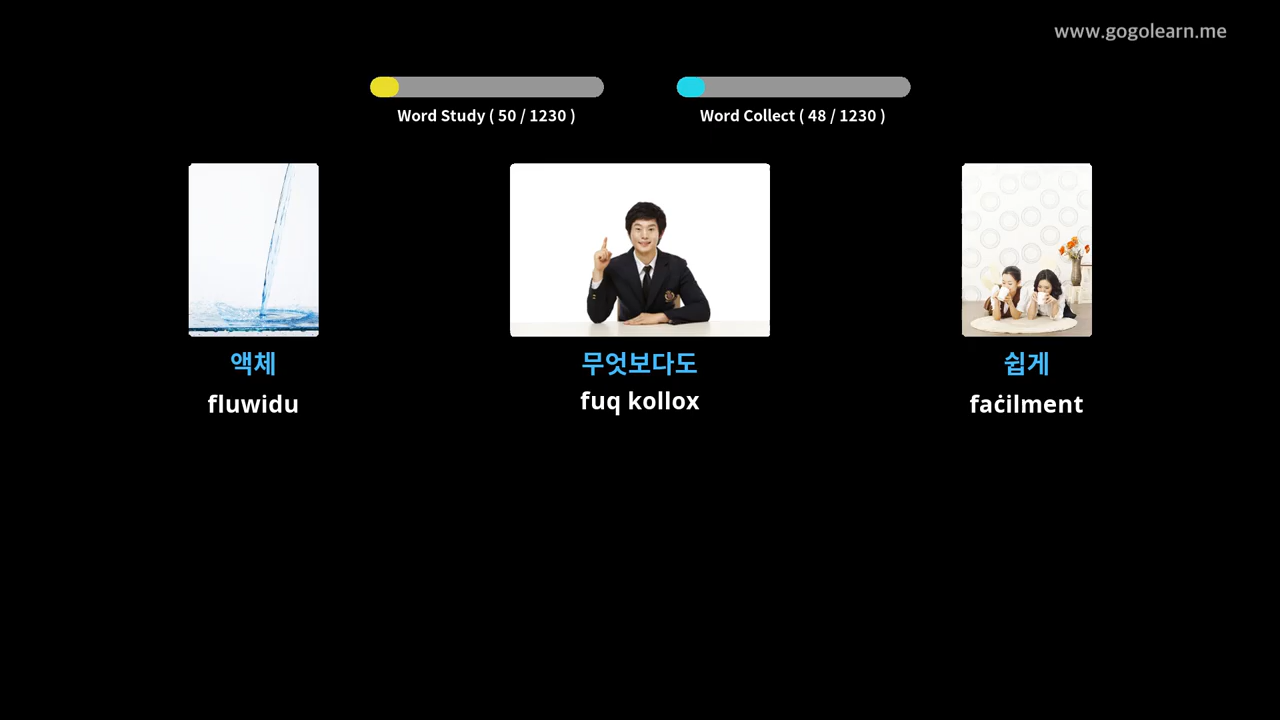 www.gogolearn.me
Word Study ( 50 / 1230 )
Word Collect ( 48 / 1230 )
액체
무엇보다도
쉽게
fluwidu
fuq kollox
faċilment